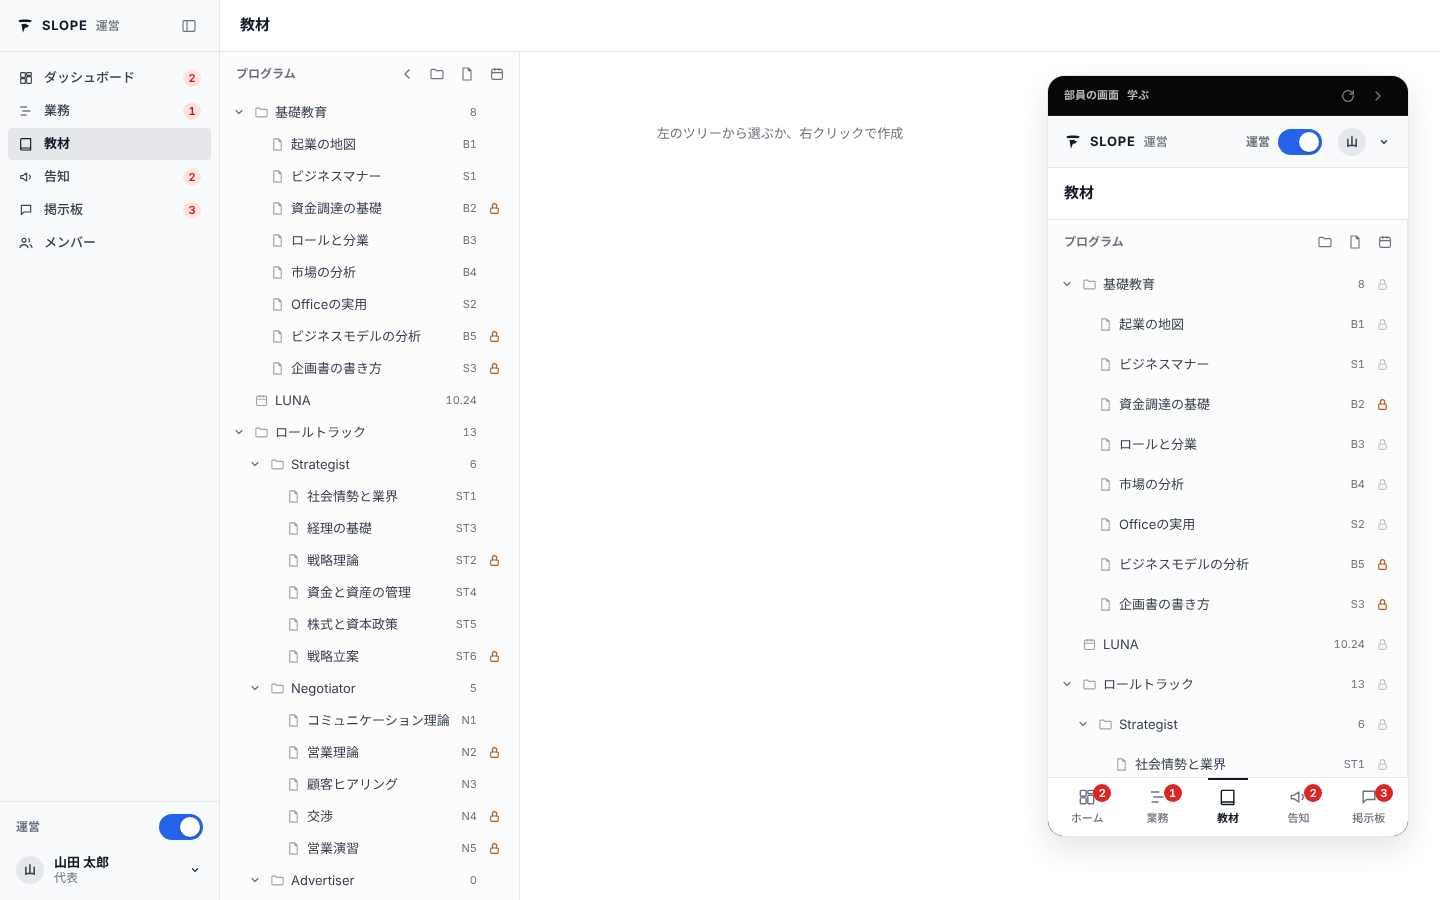 SLOPE 運営
ダッシュボード 2
業務 1
教材
告知 2
掲示板 3
メンバー
運営
山
山田 太郎
代表
教材
プログラム
基礎教育 8
起業の地図 B1
ビジネスマナー S1
資金調達の基礎 B2
ロールと分業 B3
市場の分析 B4
Officeの実用 S2
ビジネスモデルの分析 B5
企画書の書き方 S3
LUNA 10.24
ロールトラック 13
Strategist 6
社会情勢と業界 ST1
経理の基礎 ST3
戦略理論 ST2
資金と資産の管理 ST4
株式と資本政策 ST5
戦略立案 ST6
Negotiator 5
コミュニケーション理論 N1
営業理論 N2
顧客ヒアリング N3
交渉 N4
営業演習 N5
Advertiser 0
左のツリーから選ぶか、右クリックで作成
部員の画面 学ぶ
SLOPE 運営 運営 山
教材
プログラム
基礎教育 8
起業の地図 B1
ビジネスマナー S1
資金調達の基礎 B2
ロールと分業 B3
市場の分析 B4
Officeの実用 S2
ビジネスモデルの分析 B5
企画書の書き方 S3
LUNA 10.24
ロールトラック 13
Strategist 6
社会情勢と業界 ST1
2 1 2 3
ホーム 業務 教材 告知 掲示板